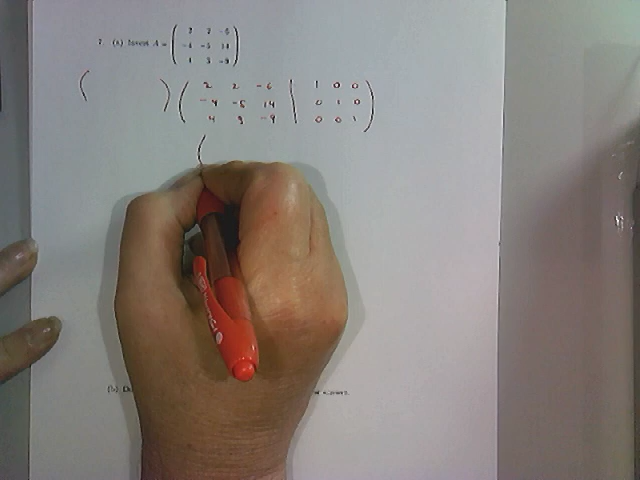 7. (a) Invert A = ( 2 2 -6
-4 -5 14
4 3 -9 )
( ) ( 2 2 -6 | 1 0 0
-4 -5 14 | 0 1 0
4 3 -9 | 0 0 1 )
(
(b)